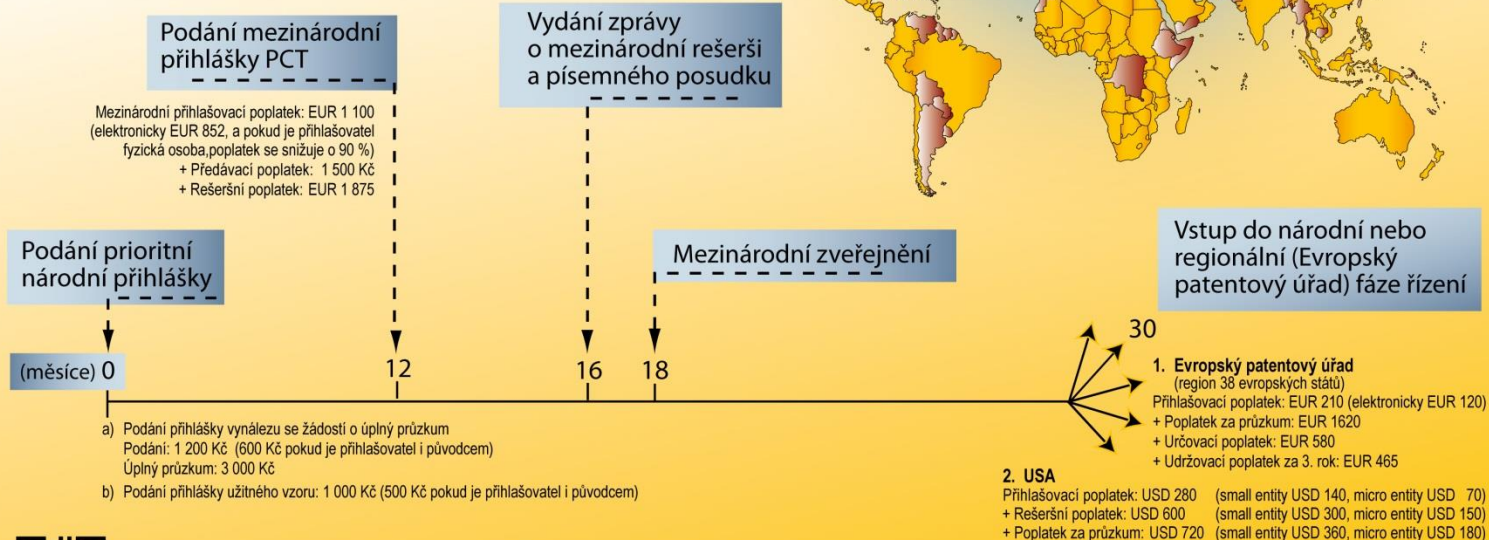 Podání mezinárodní
přihlášky PCT
Mezinárodní přihlašovací poplatek: EUR 1 100
(elektronicky EUR 852, a pokud je přihlašovatel
fyzická osoba,poplatek se snižuje o 90 %)
+ Předávací poplatek: 1 500 Kč
+ Rešeršní poplatek: EUR 1 875
Vydání zprávy
o mezinárodní rešerši
a písemného posudku
Podání prioritní
národní přihlášky
Mezinárodní zveřejnění
Vstup do národní nebo
regionální (Evropský
patentový úřad) fáze řízení
(měsíce) 0
12
16
18
30
a) Podání přihlášky vynálezu se žádostí o úplný průzkum
Podání: 1 200 Kč (600 Kč pokud je přihlašovatel i původcem)
Úplný průzkum: 3 000 Kč
b) Podání přihlášky užitného vzoru: 1 000 Kč (500 Kč pokud je přihlašovatel i původcem)
1. Evropský patentový úřad
(region 38 evropských států)
Přihlašovací poplatek: EUR 210 (elektronicky EUR 120)
+ Poplatek za průzkum: EUR 1620
+ Určovací poplatek: EUR 580
+ Udržovací poplatek za 3. rok: EUR 465
2. USA
Přihlašovací poplatek: USD 280 (small entity USD 140, micro entity USD 70)
+ Rešeršní poplatek: USD 600 (small entity USD 300, micro entity USD 150)
+ Poplatek za průzkum: USD 720 (small entity USD 360, micro entity USD 180)